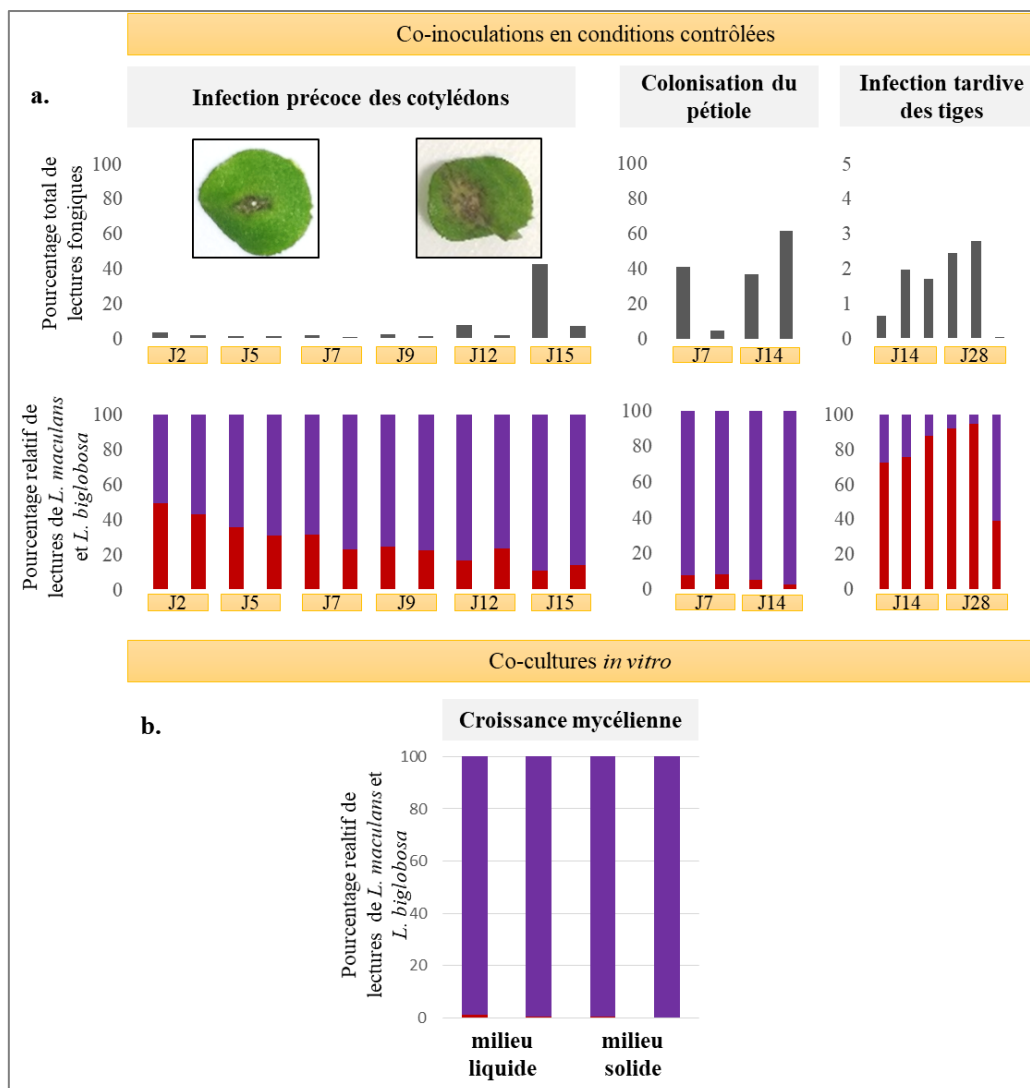 Co-inoculations en conditions contrôlées
a.
Infection précoce des cotylédons
Colonisation du
pétiole
Infection tardive
des tiges
Pourcentage total de
lectures fongiques
100
80
60
40
20
0
J2
J5
J7
J9
J12
J15
100
80
60
40
20
0
J7
J14
5
4
3
2
1
0
J14
J28
Pourcentage relatif de
lectures de L. maculans
et L. biglobosa
100
80
60
40
20
0
J2
J5
J7
J9
J12
J15
100
80
60
40
20
0
J7
J14
100
80
60
40
20
0
J14
J28
Co-cultures in vitro
b.
Croissance mycélienne
Pourcentage realtif de
lectures de L. maculans et
L. biglobosa
100
80
60
40
20
0
milieu
liquide
milieu
solide